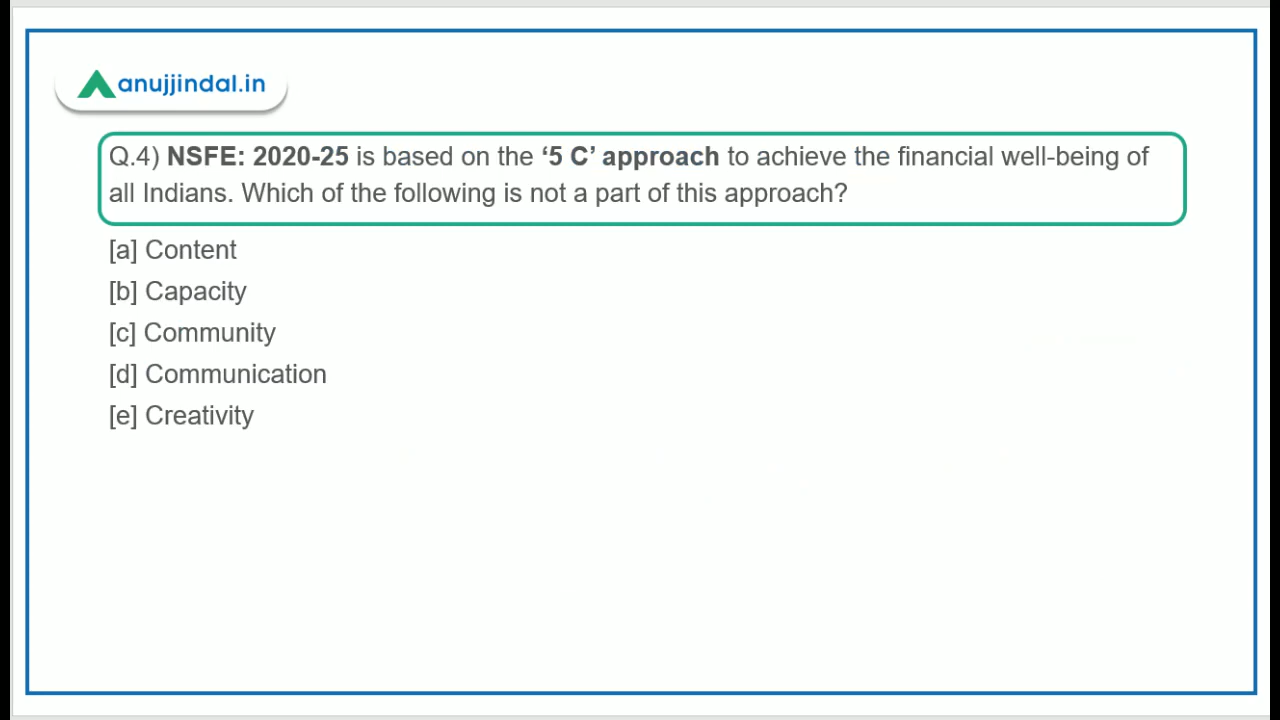 anujjindal.in
Q.4) NSFE: 2020-25 is based on the ‘5 C’ approach to achieve the financial well-being of
all Indians. Which of the following is not a part of this approach?
[a] Content
[b] Capacity
[c] Community
[d] Communication
[e] Creativity